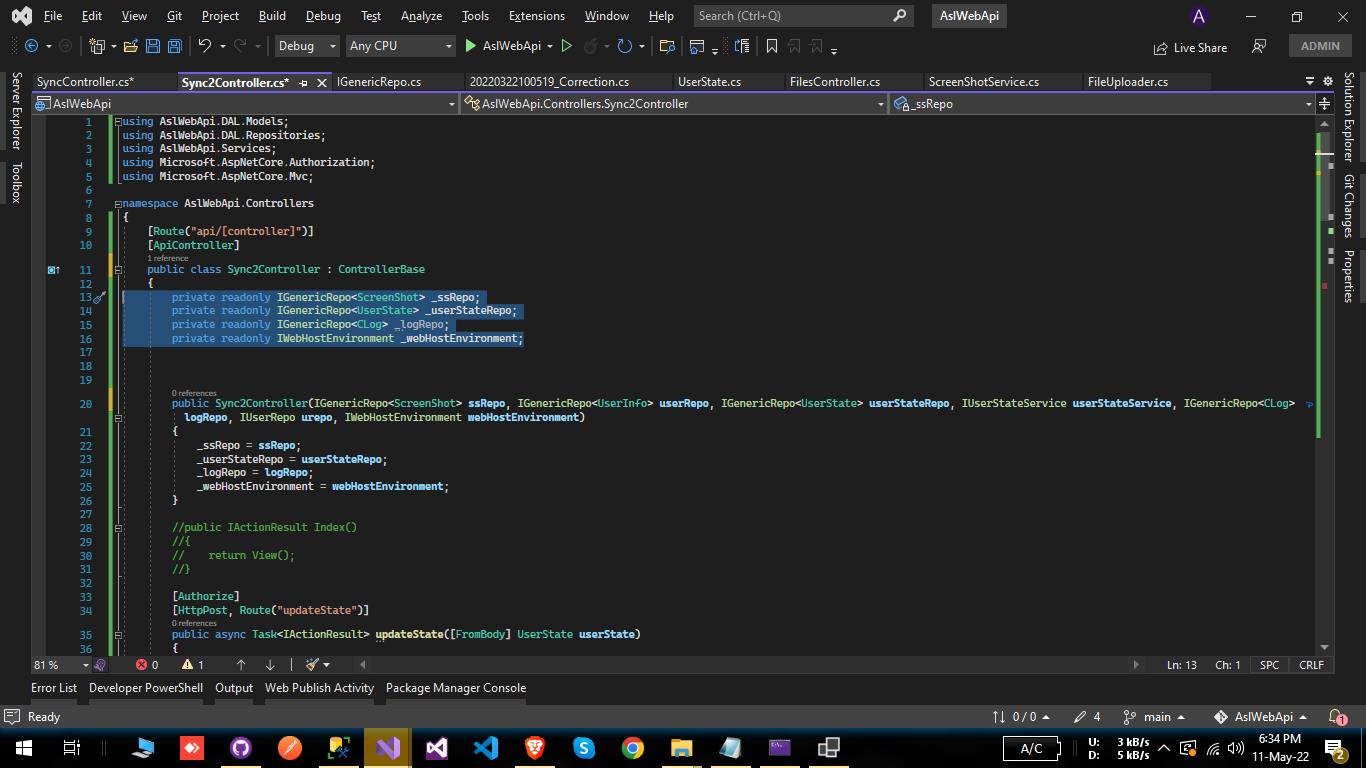 File Edit View Git Project Build Debug Test Analyze Tools Extensions Window Help Search (Ctrl+Q) AslWebApi A
Debug Any CPU AslWebApi Live Share ADMIN
SyncController.cs* Sync2Controller.cs* IGenericRepo.cs 20220322100519_Correction.cs UserState.cs FilesController.cs ScreenShotService.cs FileUploader.cs
AslWebApi AslWebApi.Controllers.Sync2Controller _ssRepo
Server Explorer
Toolbox
Solution Explorer
Git Changes
Properties
1 using AslWebApi.DAL.Models;
2 using AslWebApi.DAL.Repositories;
3 using AslWebApi.Services;
4 using Microsoft.AspNetCore.Authorization;
5 using Microsoft.AspNetCore.Mvc;
6
7 namespace AslWebApi.Controllers
8 {
9 [Route("api/[controller]")]
10 [ApiController]
1 reference
11 public class Sync2Controller : ControllerBase
12 {
13 private readonly IGenericRepo<ScreenShot> _ssRepo;
14 private readonly IGenericRepo<UserState> _userStateRepo;
15 private readonly IGenericRepo<CLog> _logRepo;
16 private readonly IWebHostEnvironment _webHostEnvironment;
17
18
19
0 references
20 public Sync2Controller(IGenericRepo<ScreenShot> ssRepo, IGenericRepo<UserInfo> userRepo, IGenericRepo<UserState> userStateRepo, IUserStateService userStateService, IGenericRepo<CLog>
logRepo, IUserRepo urepo, IWebHostEnvironment webHostEnvironment)
21 {
22 _ssRepo = ssRepo;
23 _userStateRepo = userStateRepo;
24 _logRepo = logRepo;
25 _webHostEnvironment = webHostEnvironment;
26 }
27
28 //public IActionResult Index()
29 //{
30 // return View();
31 //}
32
33 [Authorize]
34 [HttpPost, Route("updateState")]
0 references
35 public async Task<IActionResult> updateState([FromBody] UserState userState)
36 {
81 % 0 1 Ln: 13 Ch: 1 SPC CRLF
Error List Developer PowerShell Output Web Publish Activity Package Manager Console
Ready 0 / 0 4 main AslWebApi 1
A/C U: 3 kB/s D: 5 kB/s 6:34 PM 11-May-22 2